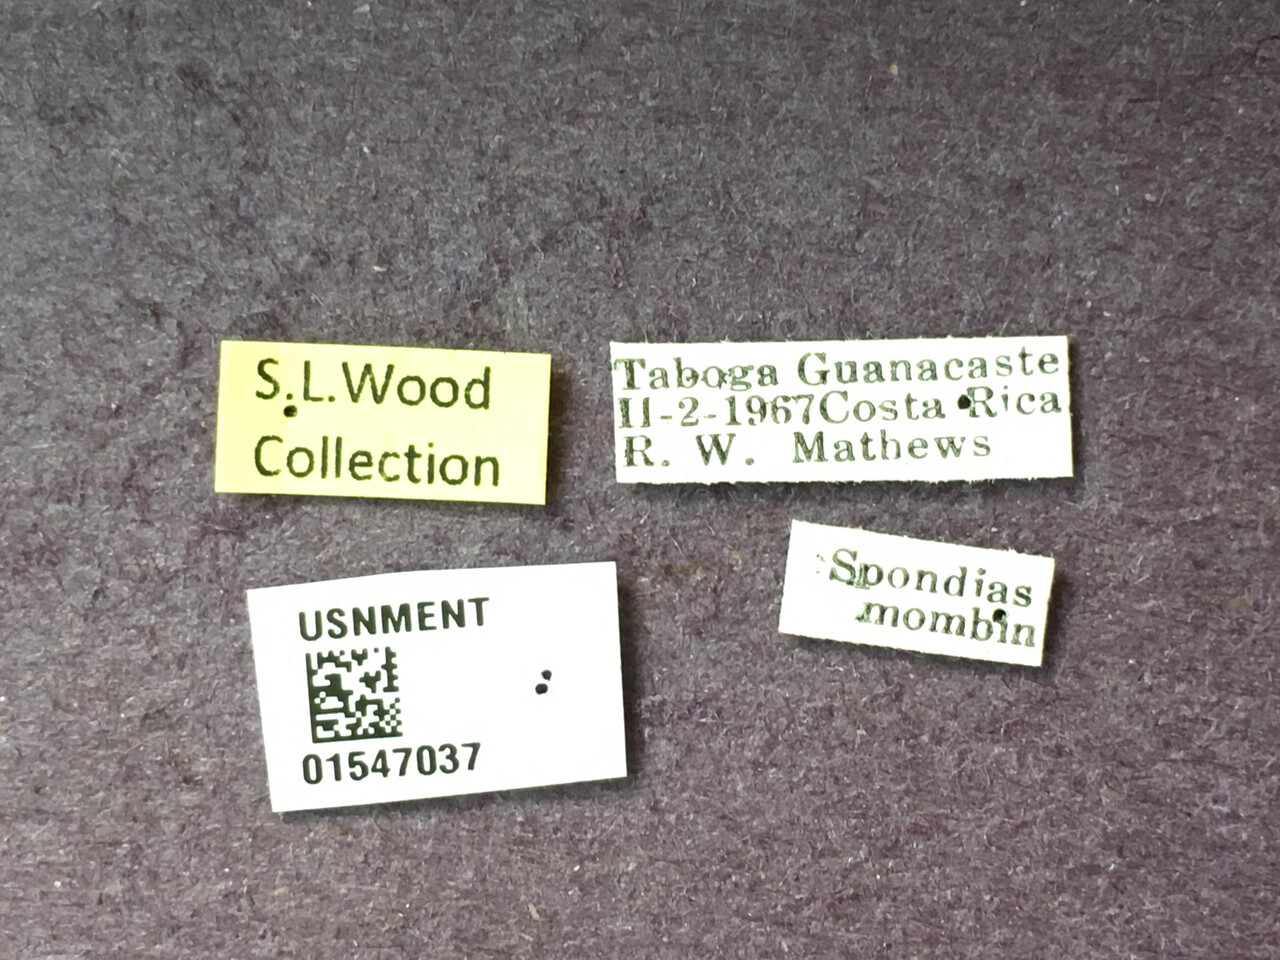 S.L.Wood
Collection
Taboga Guanacaste
II-2-1967Costa Rica
R. W. Mathews
Spondias
mombin
USNMENT
01547037